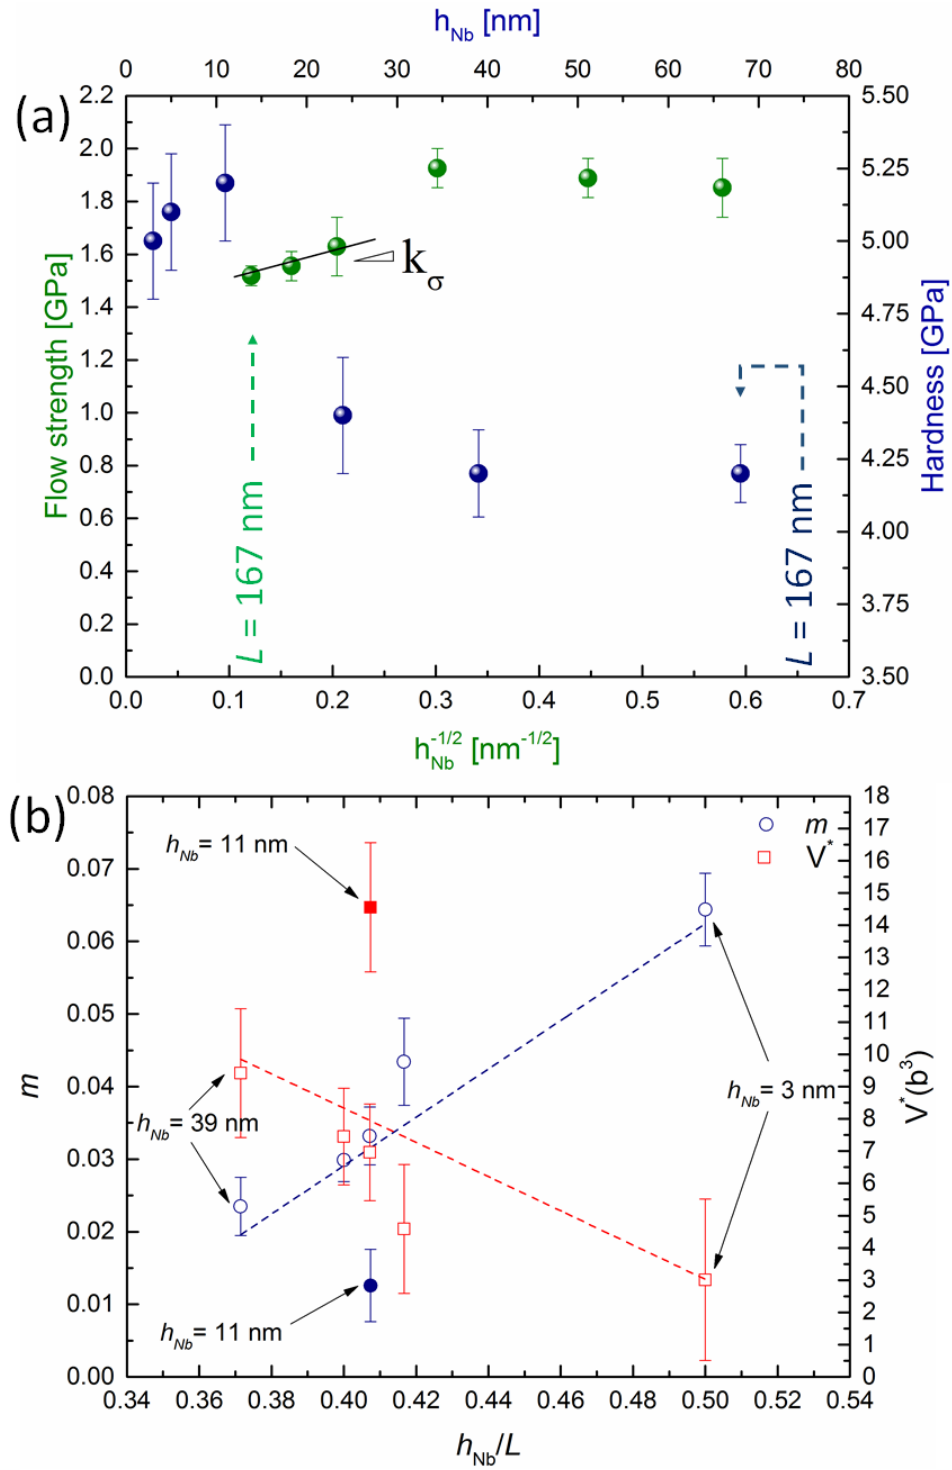 h_Nb [nm]
0 10 20 30 40 50 60 70 80
(a)
2.2
2.0
1.8
1.6
1.4
1.2
1.0
0.8
0.6
0.4
0.2
0.0
Flow strength [GPa]
5.50
5.25
5.00
4.75
4.50
4.25
4.00
3.75
3.50
Hardness [GPa]
k_σ
L = 167 nm
L = 167 nm
0.0 0.1 0.2 0.3 0.4 0.5 0.6 0.7
h_Nb^-1/2 [nm^-1/2]
(b)
0.08
0.07
0.06
0.05
0.04
0.03
0.02
0.01
0.00
m
18
17
16
15
14
13
12
11
10
9
8
7
6
5
4
3
2
1
0
V*(b³)
m
V*
h_Nb= 11 nm
h_Nb= 39 nm
h_Nb= 3 nm
h_Nb= 11 nm
0.34 0.36 0.38 0.40 0.42 0.44 0.46 0.48 0.50 0.52 0.54
h_Nb/L